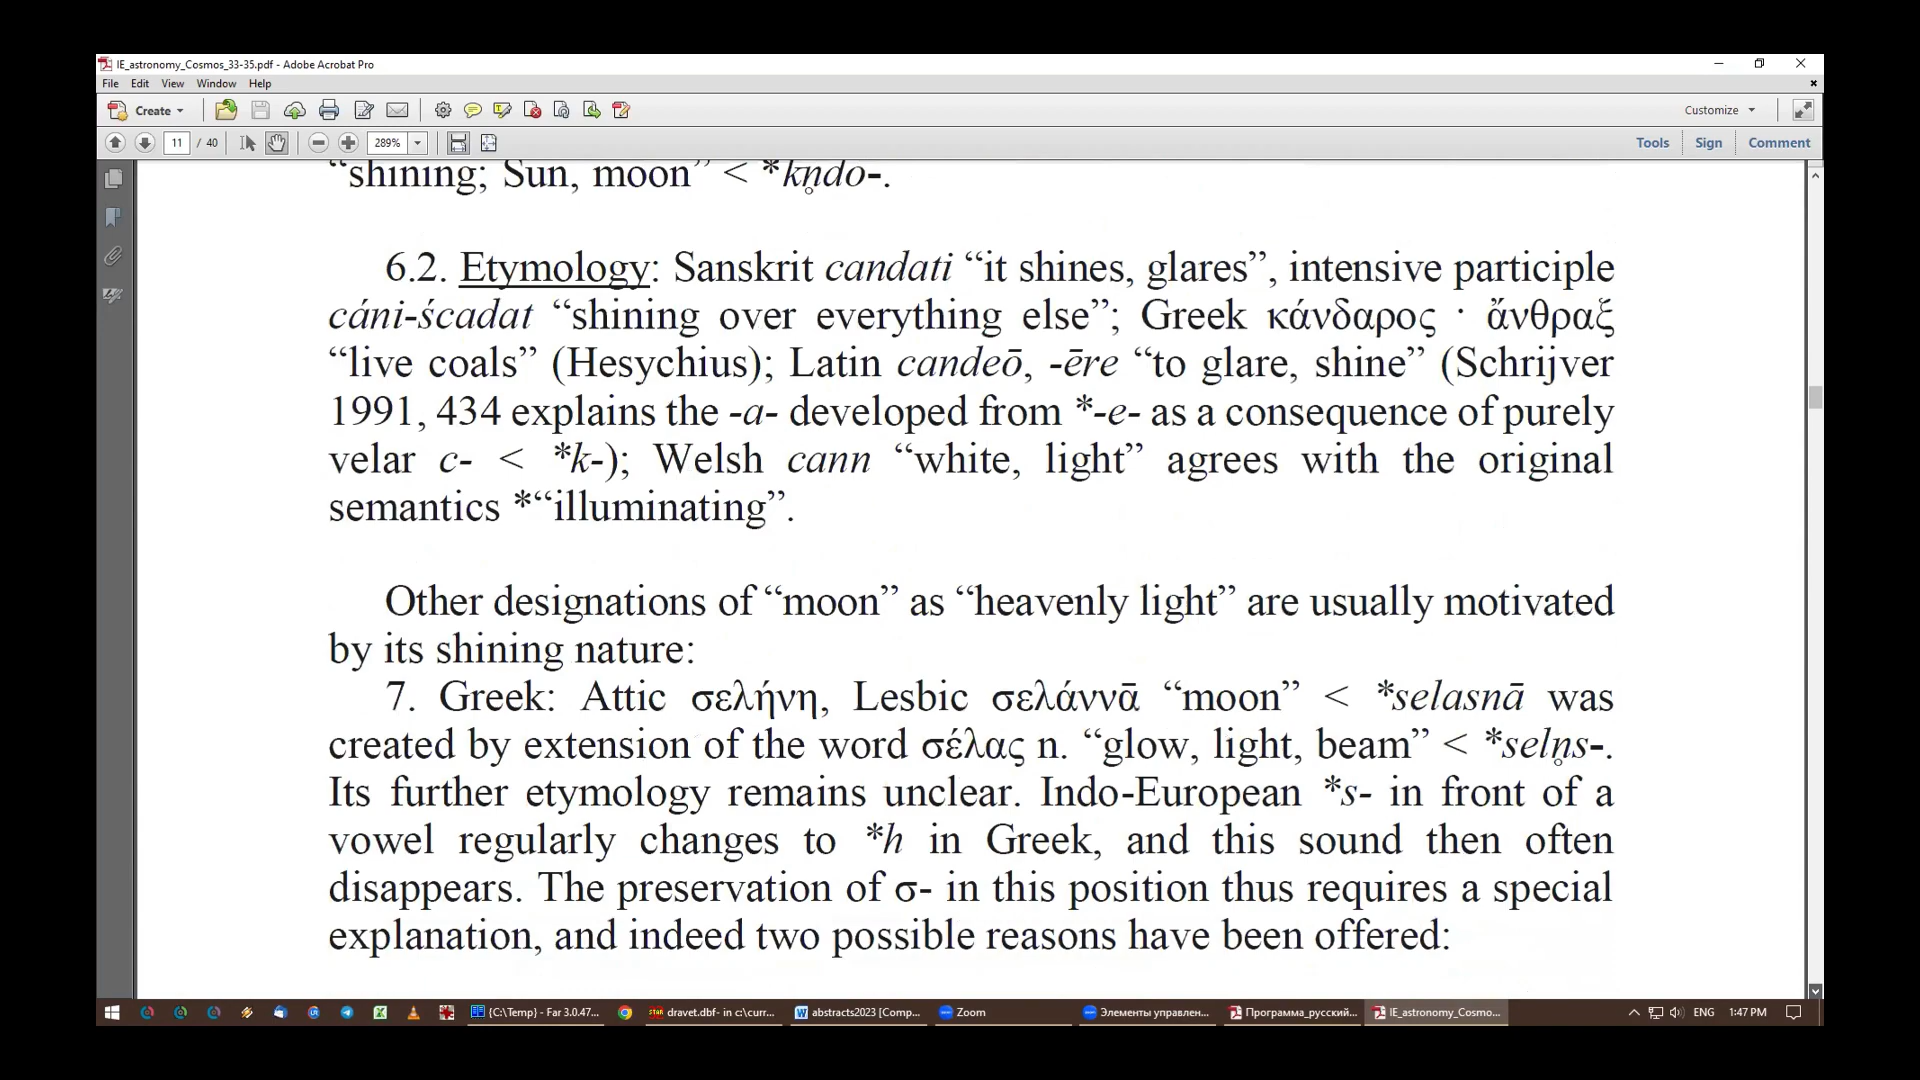 IE_astronomy_Cosmos_33-35.pdf - Adobe Acrobat Pro
File Edit View Window Help
Create Customize
11 / 40 289% Tools Sign Comment
“shining; Sun, moon” < *kn̥do-.
6.2. Etymology: Sanskrit candati “it shines, glares”, intensive participle
cáni-ścadat “shining over everything else”; Greek κάνδαρος · ἄνθραξ
“live coals” (Hesychius); Latin candeō, -ēre “to glare, shine” (Schrijver
1991, 434 explains the -a- developed from *-e- as a consequence of purely
velar c- < *k-); Welsh cann “white, light” agrees with the original
semantics *“illuminating”.
Other designations of “moon” as “heavenly light” are usually motivated
by its shining nature:
7. Greek: Attic σελήνη, Lesbic σελάννᾱ “moon” < *selasnā was
created by extension of the word σέλας n. “glow, light, beam” < *seln̥s-.
Its further etymology remains unclear. Indo-European *s- in front of a
vowel regularly changes to *h in Greek, and this sound then often
disappears. The preservation of σ- in this position thus requires a special
explanation, and indeed two possible reasons have been offered:
{C:\Temp} - Far 3.0.47... dravet.dbf- in c:\curr... abstracts2023 [Comp... Zoom Элементы управлен... Программа_русский... IE_astronomy_Cosmo... ENG 1:47 PM